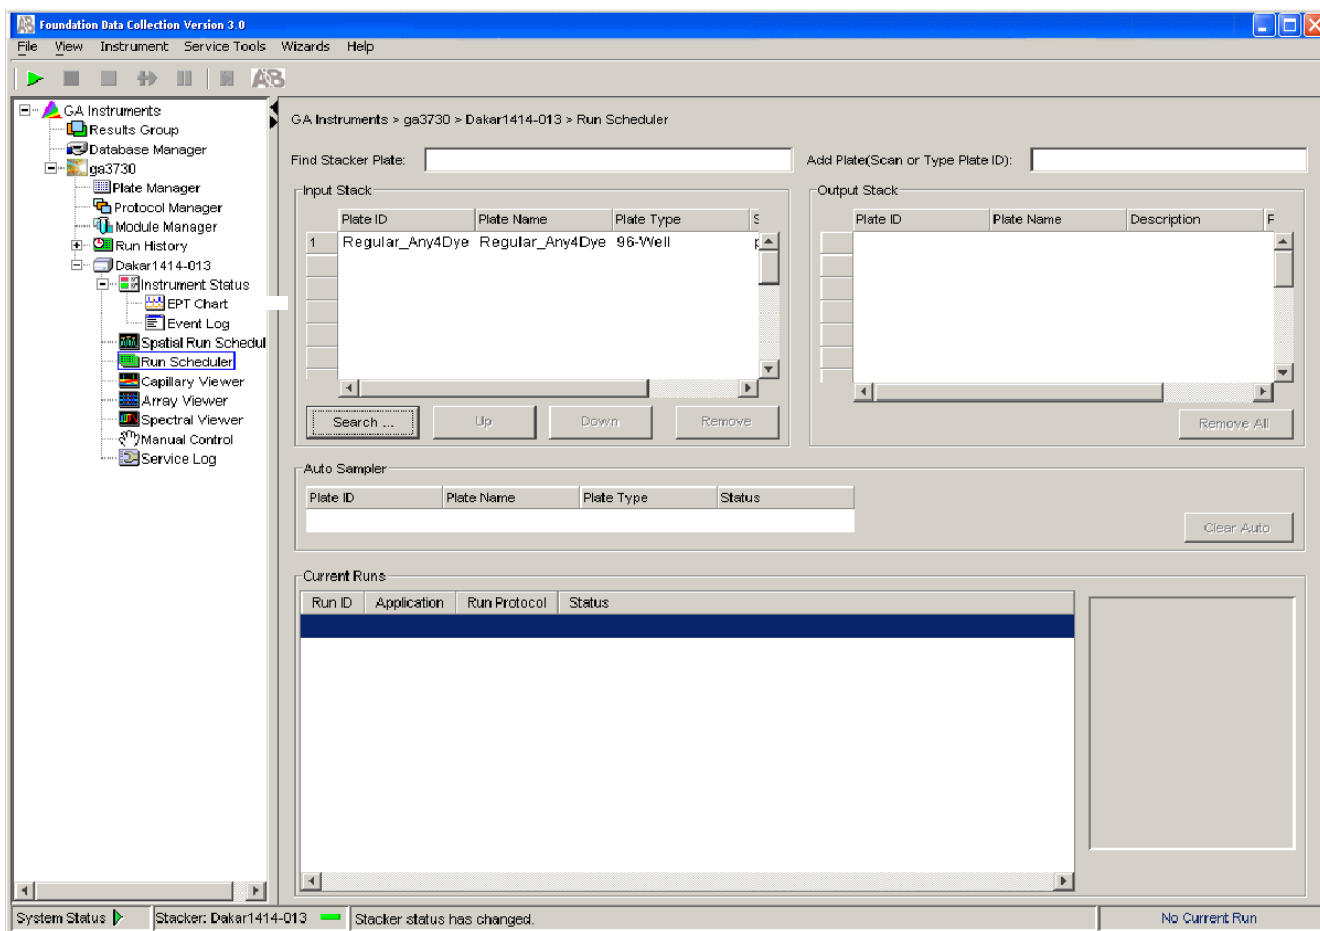 Foundation Data Collection Version 3.0
File View Instrument Service Tools Wizards Help
AB
GA Instruments
Results Group
Database Manager
ga3730
Plate Manager
Protocol Manager
Module Manager
Run History
Dakar1414-013
Instrument Status
EPT Chart
Event Log
Spatial Run Schedul
Run Scheduler
Capillary Viewer
Array Viewer
Spectral Viewer
Manual Control
Service Log
GA Instruments > ga3730 > Dakar1414-013 > Run Scheduler
Find Stacker Plate: Add Plate(Scan or Type Plate ID):
Input Stack
Plate ID Plate Name Plate Type S
1 Regular_Any4Dye Regular_Any4Dye 96-Well
Search ... Up Down Remove
Output Stack
Plate ID Plate Name Description F
Remove All
Auto Sampler
Plate ID Plate Name Plate Type Status
Clear Auto
Current Runs
Run ID Application Run Protocol Status
System Status Stacker: Dakar1414-013 Stacker status has changed. No Current Run